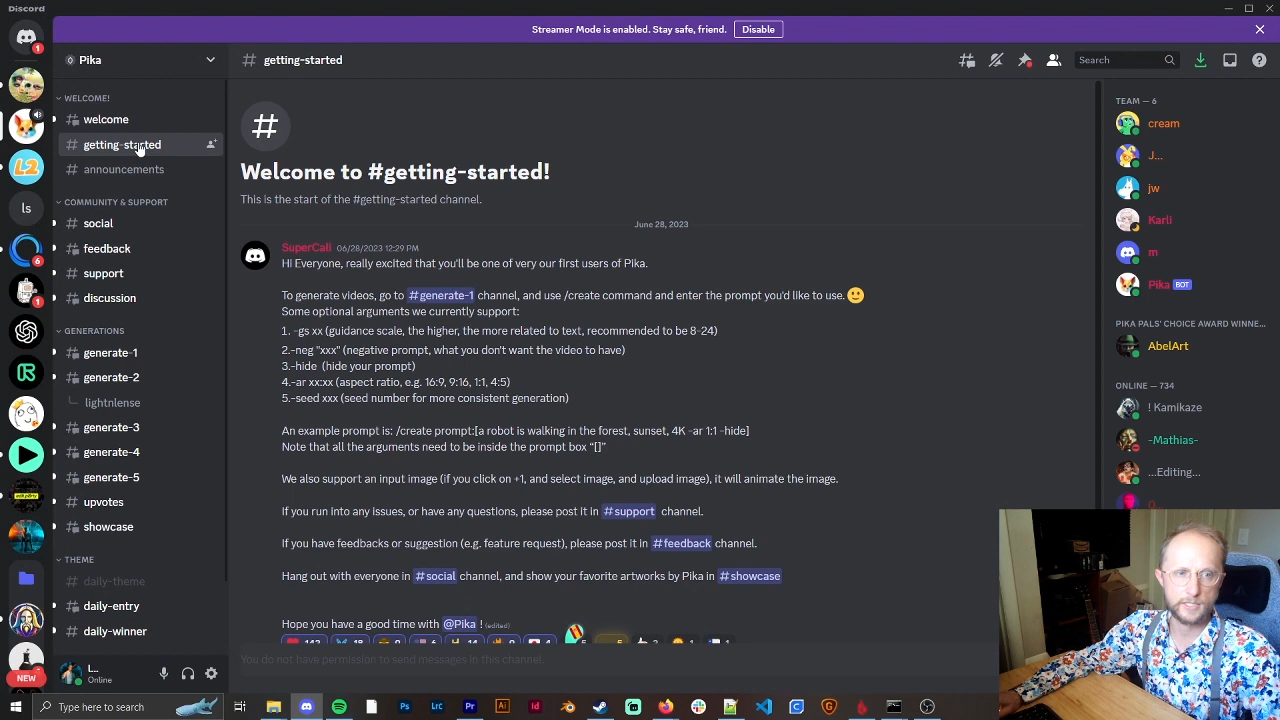 Discord
Streamer Mode is enabled. Stay safe, friend.
Disable
1
Pika
WELCOME!
welcome
getting-started
announcements
COMMUNITY & SUPPORT
social
feedback
support
discussion
GENERATIONS
generate-1
generate-2
lightnlense
generate-3
generate-4
generate-5
upvotes
showcase
THEME
daily-theme
daily-entry
daily-winner
L2
ls
6
1
NEW
L...
Online
getting-started
Search
Welcome to #getting-started!
This is the start of the #getting-started channel.
June 28, 2023
SuperCali 06/28/2023 12:29 PM
Hi Everyone, really excited that you'll be one of very our first users of Pika.
To generate videos, go to #generate-1 channel, and use /create command and enter the prompt you'd like to use.
Some optional arguments we currently support:
1. -gs xx (guidance scale, the higher, the more related to text, recommended to be 8-24)
2.-neg "xxx" (negative prompt, what you don't want the video to have)
3.-hide (hide your prompt)
4.-ar xx:xx (aspect ratio, e.g. 16:9, 9:16, 1:1, 4:5)
5.-seed xxx (seed number for more consistent generation)
An example prompt is: /create prompt:[a robot is walking in the forest, sunset, 4K -ar 1:1 -hide]
Note that all the arguments need to be inside the prompt box “[]”
We also support an input image (if you click on +1, and select image, and upload image), it will animate the image.
If you run into any issues, or have any questions, please post it in #support channel.
If you have feedbacks or suggestion (e.g. feature request), please post it in #feedback channel.
Hang out with everyone in #social channel, and show your favorite artworks by Pika in #showcase
Hope you have a good time with @Pika ! (edited)
You do not have permission to send messages in this channel.
TEAM — 6
cream
J...
jw
Karli
m
Pika BOT
PIKA PALS' CHOICE AWARD WINNE...
AbelArt
ONLINE — 734
! Kamikaze
-Mathias-
...Editing...
Type here to search
Ps
Lrc
Pr
Ai
Id